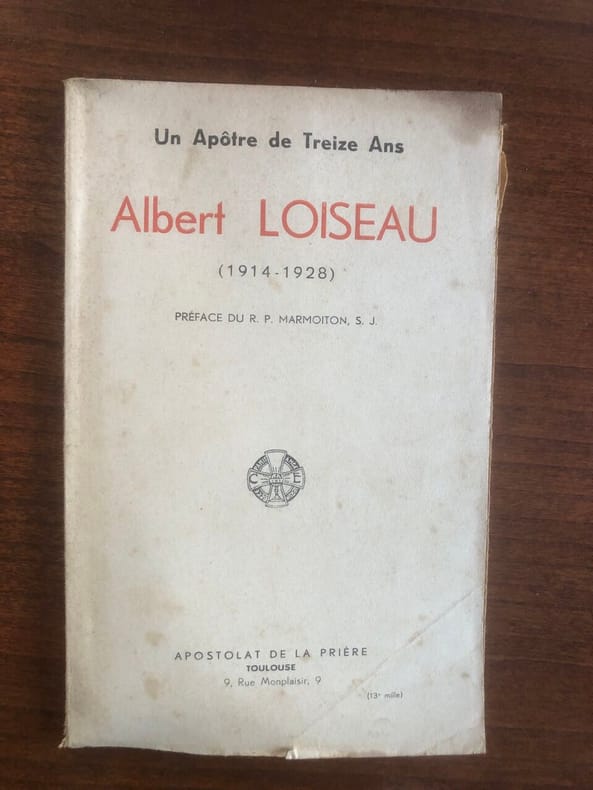 Un Apôtre de Treize Ans
Albert LOISEAU
(1914-1928)
PRÉFACE DU R. P. MARMOITON, S. J.
APOSTOLAT DE LA PRIÈRE
TOULOUSE
9, Rue Monplaisir, 9
(13e mille)